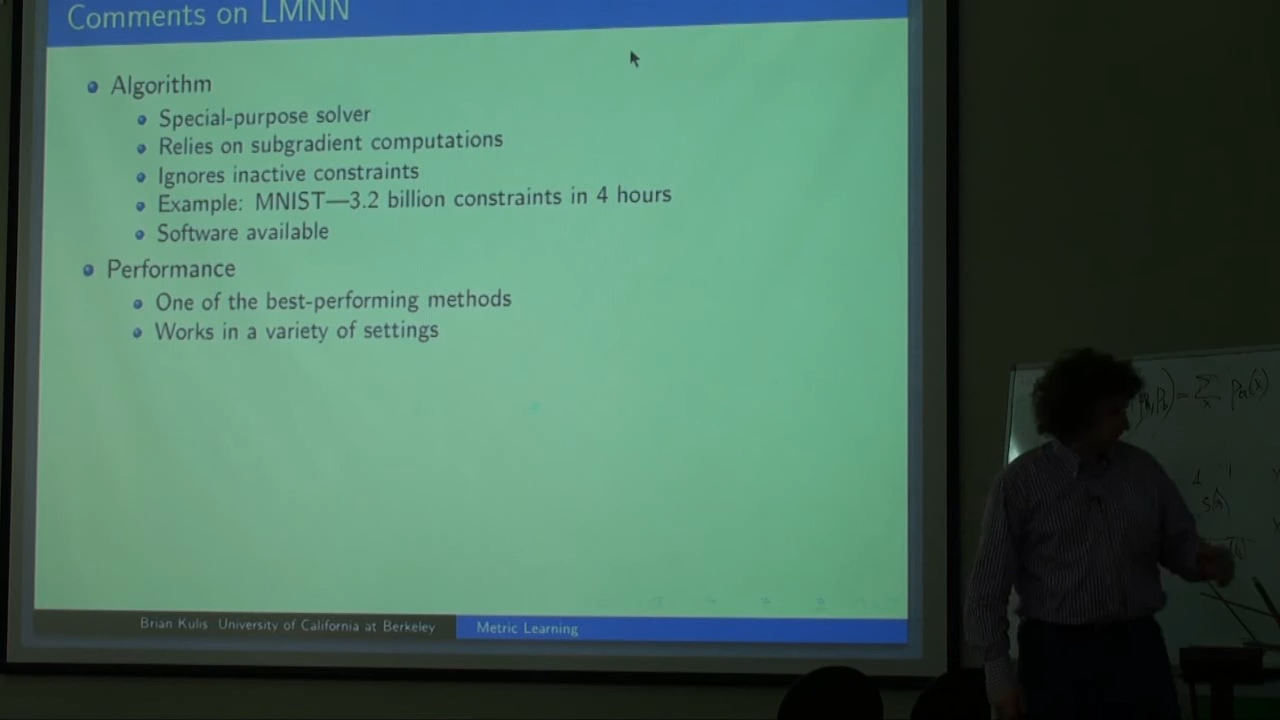 Comments on LMNN
Algorithm
Special-purpose solver
Relies on subgradient computations
Ignores inactive constraints
Example: MNIST—3.2 billion constraints in 4 hours
Software available
Performance
One of the best-performing methods
Works in a variety of settings
Brian Kulis University of California at Berkeley
Metric Learning